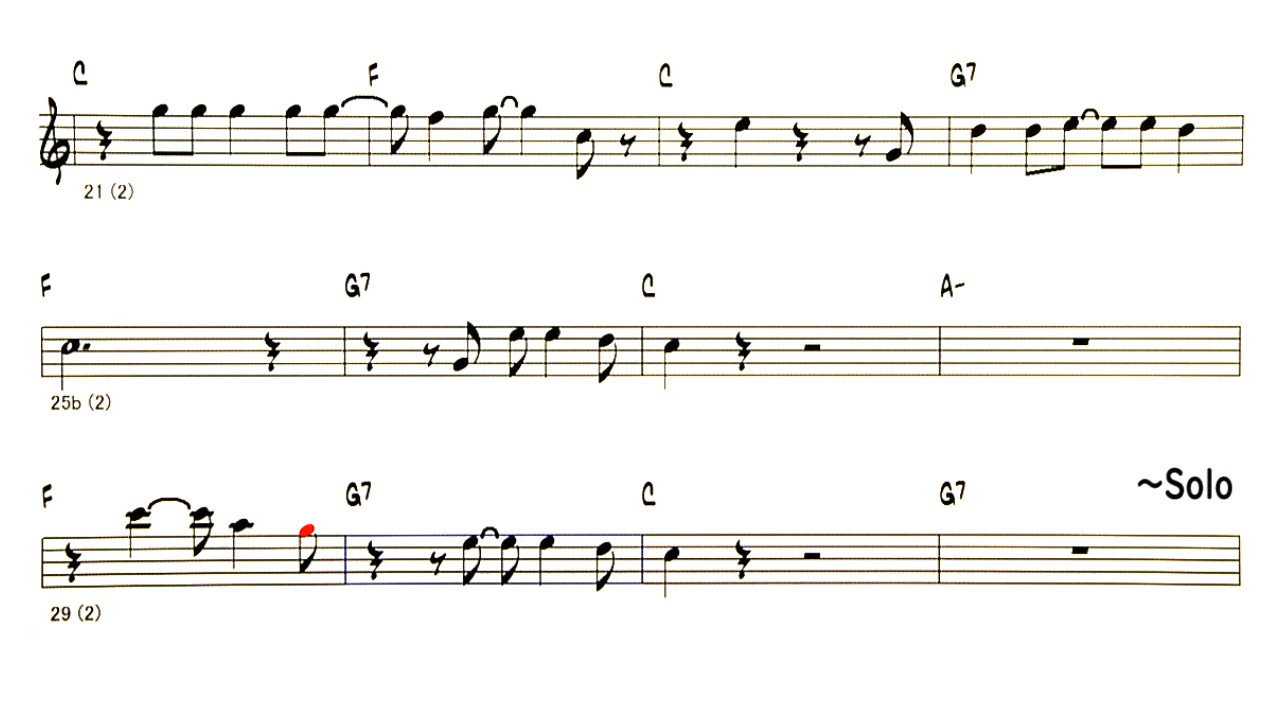 C F C G7
21 (2)
F G7 C A-
25b (2)
~Solo
F G7 C G7
29 (2)